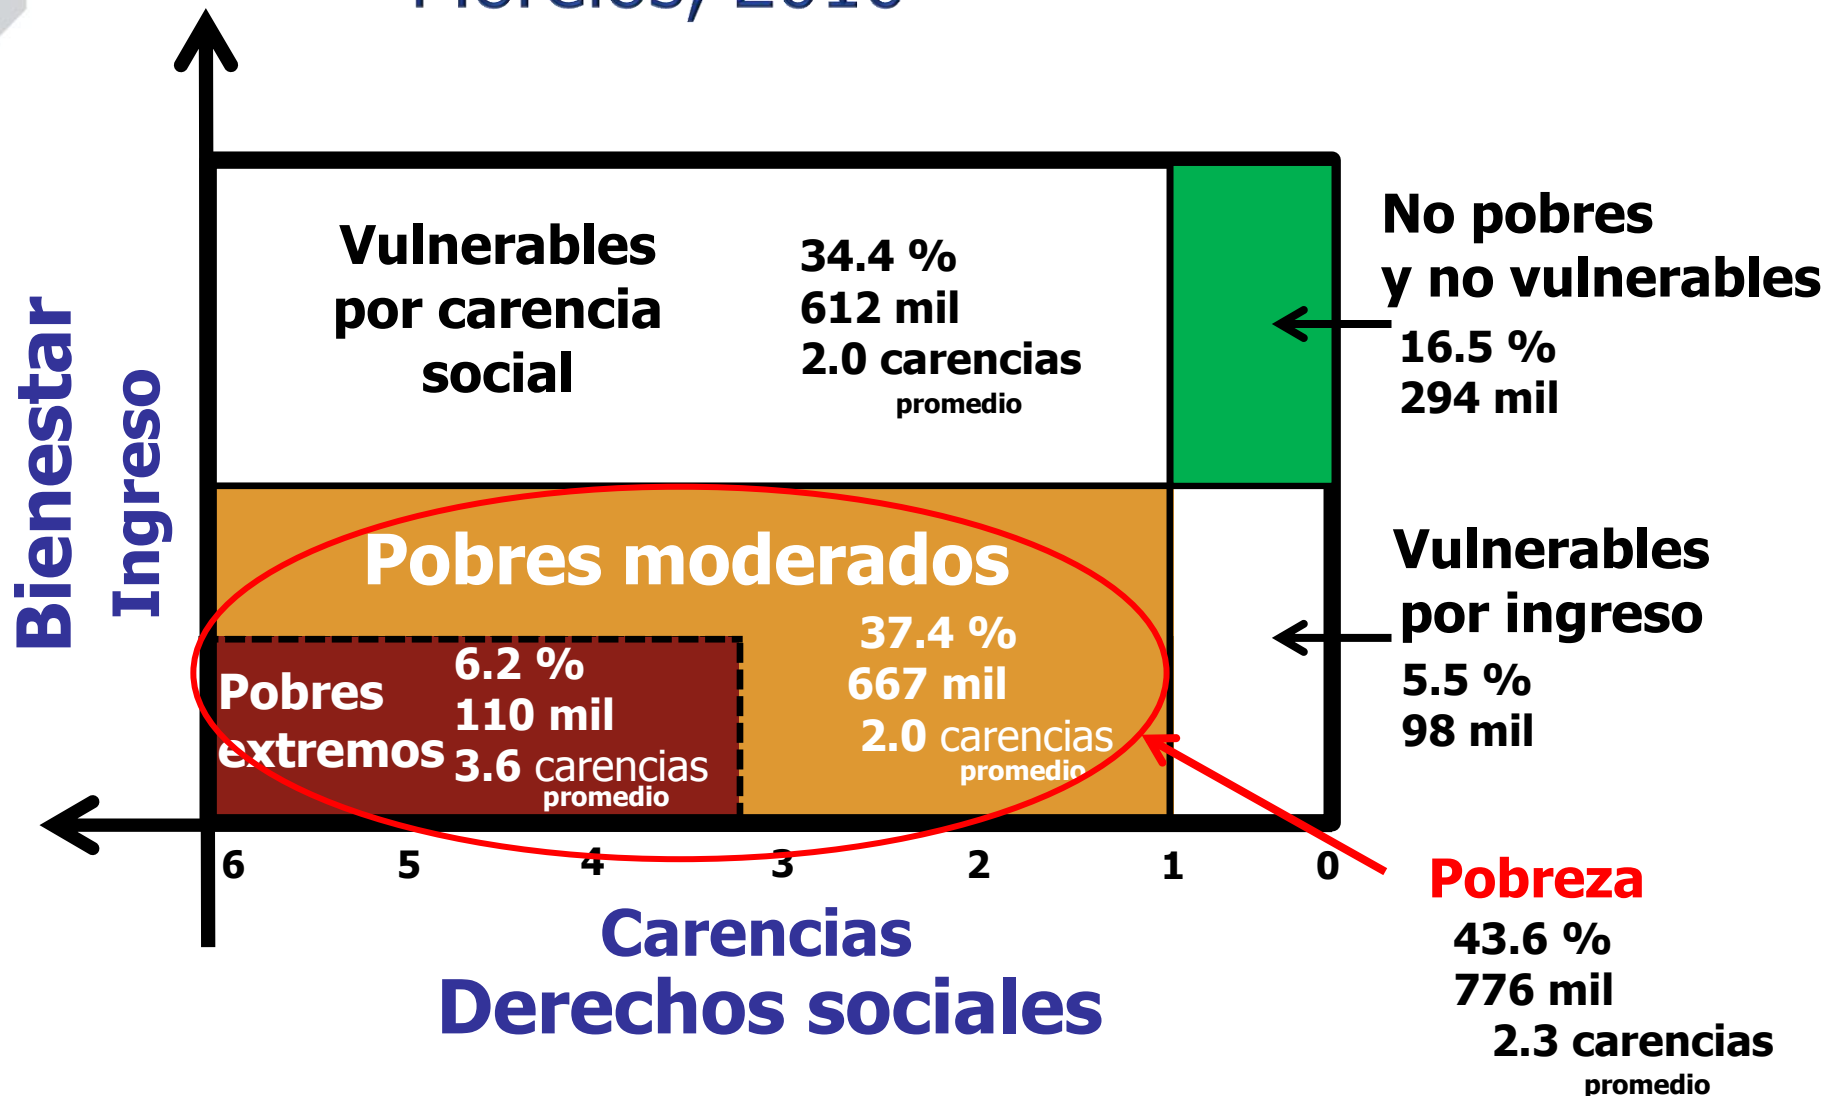 Morelos,
Bienestar
Ingreso
Vulnerables
por carencia
social
34.4 %
612 mil
2.0 carencias
promedio
No pobres
y no vulnerables
16.5 %
294 mil
Pobres moderados
37.4 %
667 mil
2.0 carencias
promedio
Pobres
extremos
6.2 %
110 mil
3.6 carencias
promedio
Vulnerables
por ingreso
5.5 %
98 mil
6 5 4 3 2 1 0
Carencias
Derechos sociales
Pobreza
43.6 %
776 mil
2.3 carencias
promedio